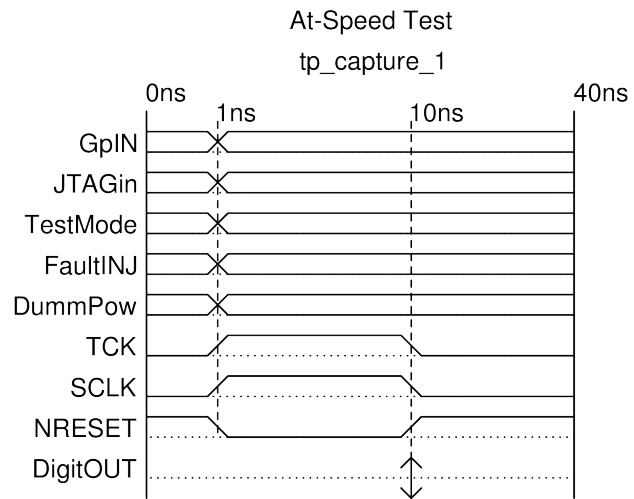 At-Speed Test
tp_capture_1
0ns 40ns
1ns 10ns
GpIN
JTAGin
TestMode
FaultINJ
DummPow
TCK
SCLK
NRESET
DigitOUT